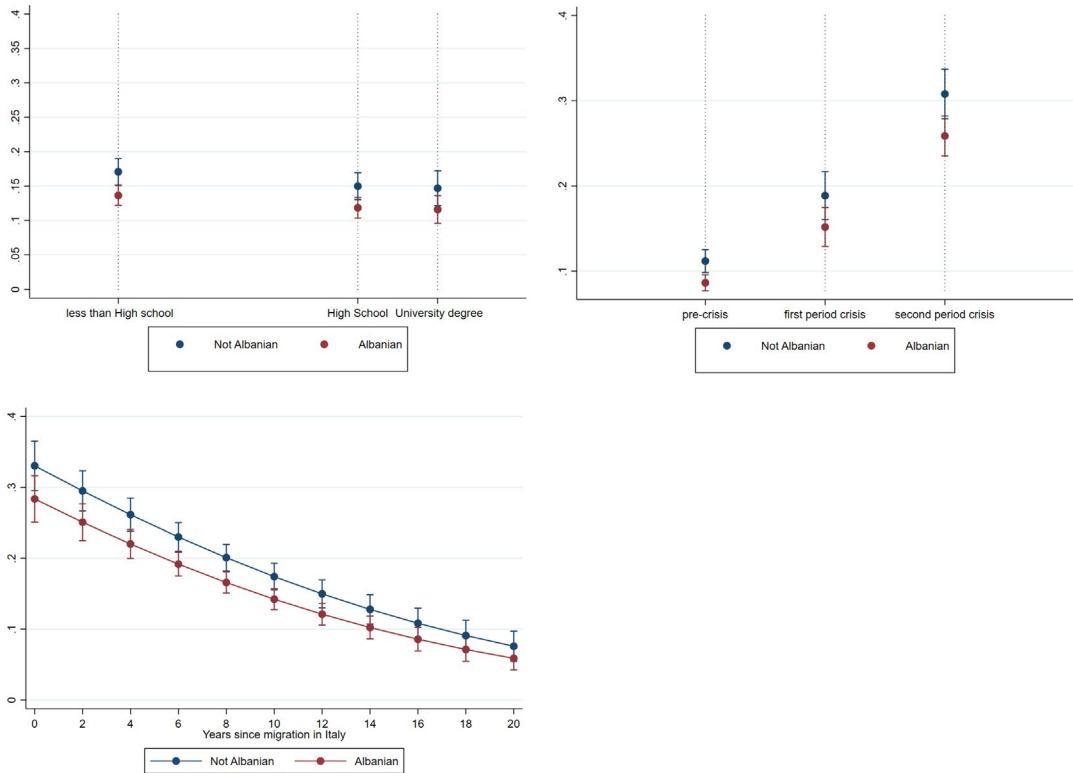 .4
.35
.3
.25
.2
.15
.1
.05
0
less than High school High School University degree
Not Albanian Albanian
.4
.3
.2
.1
pre-crisis first period crisis second period crisis
Not Albanian Albanian
.4
.3
.2
.1
0
0 2 4 6 8 10 12 14 16 18 20
Years since migration in Italy
Not Albanian Albanian